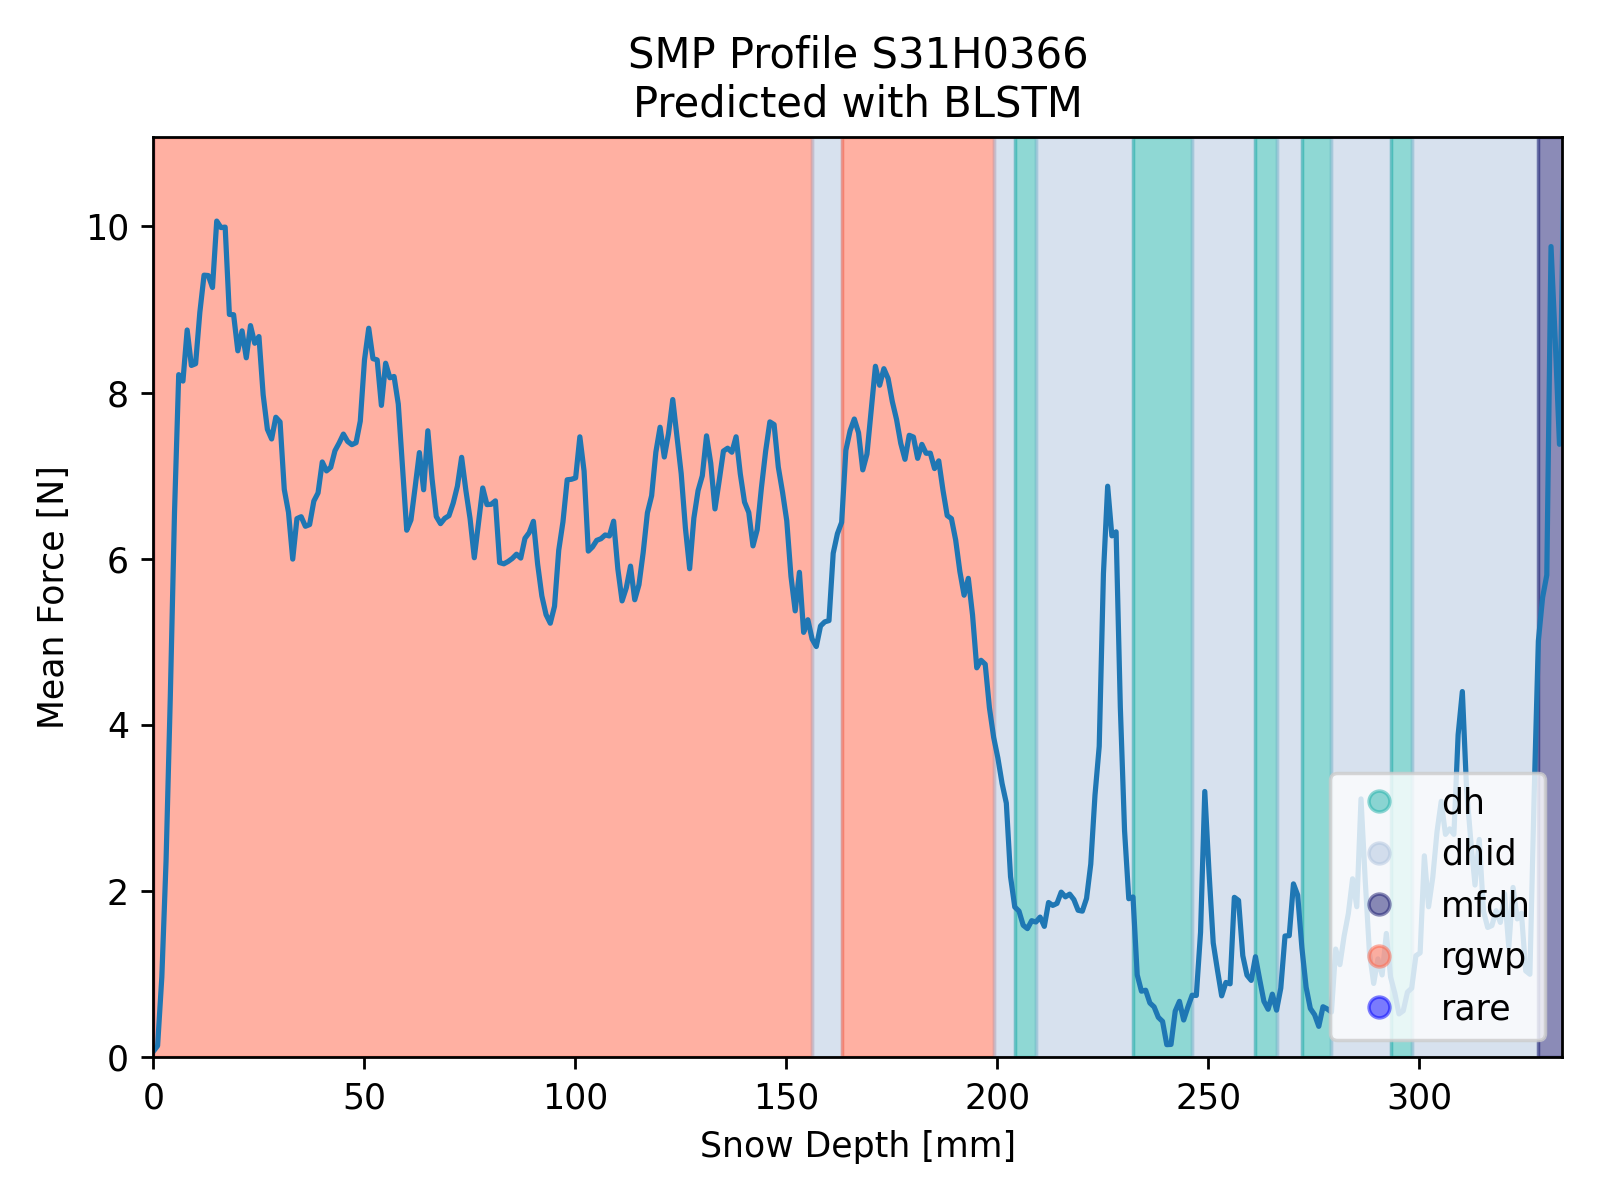 SMP Profile S31H0366
Predicted with BLSTM
Mean Force [N]
10
8
6
4
2
0
dh
dhid
mfdh
rgwp
rare
0 50 100 150 200 250 300
Snow Depth [mm]